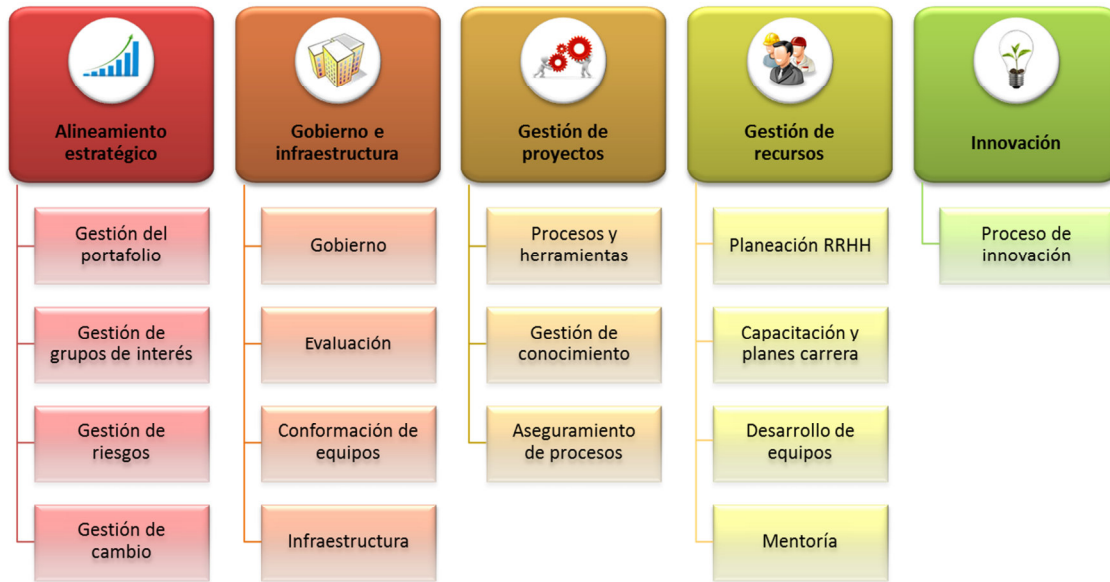 Alineamiento
estratégico
Gestión del
portafolio
Gestión de
grupos de interés
Gestión de
riesgos
Gestión de
cambio
Gobierno e
infraestructura
Gobierno
Evaluación
Conformación de
equipos
Infraestructura
Gestión de
proyectos
Procesos y
herramientas
Gestión de
conocimiento
Aseguramiento
de procesos
Gestión de
recursos
Planeación RRHH
Capacitación y
planes carrera
Desarrollo de
equipos
Mentoría
Innovación
Proceso de
innovación